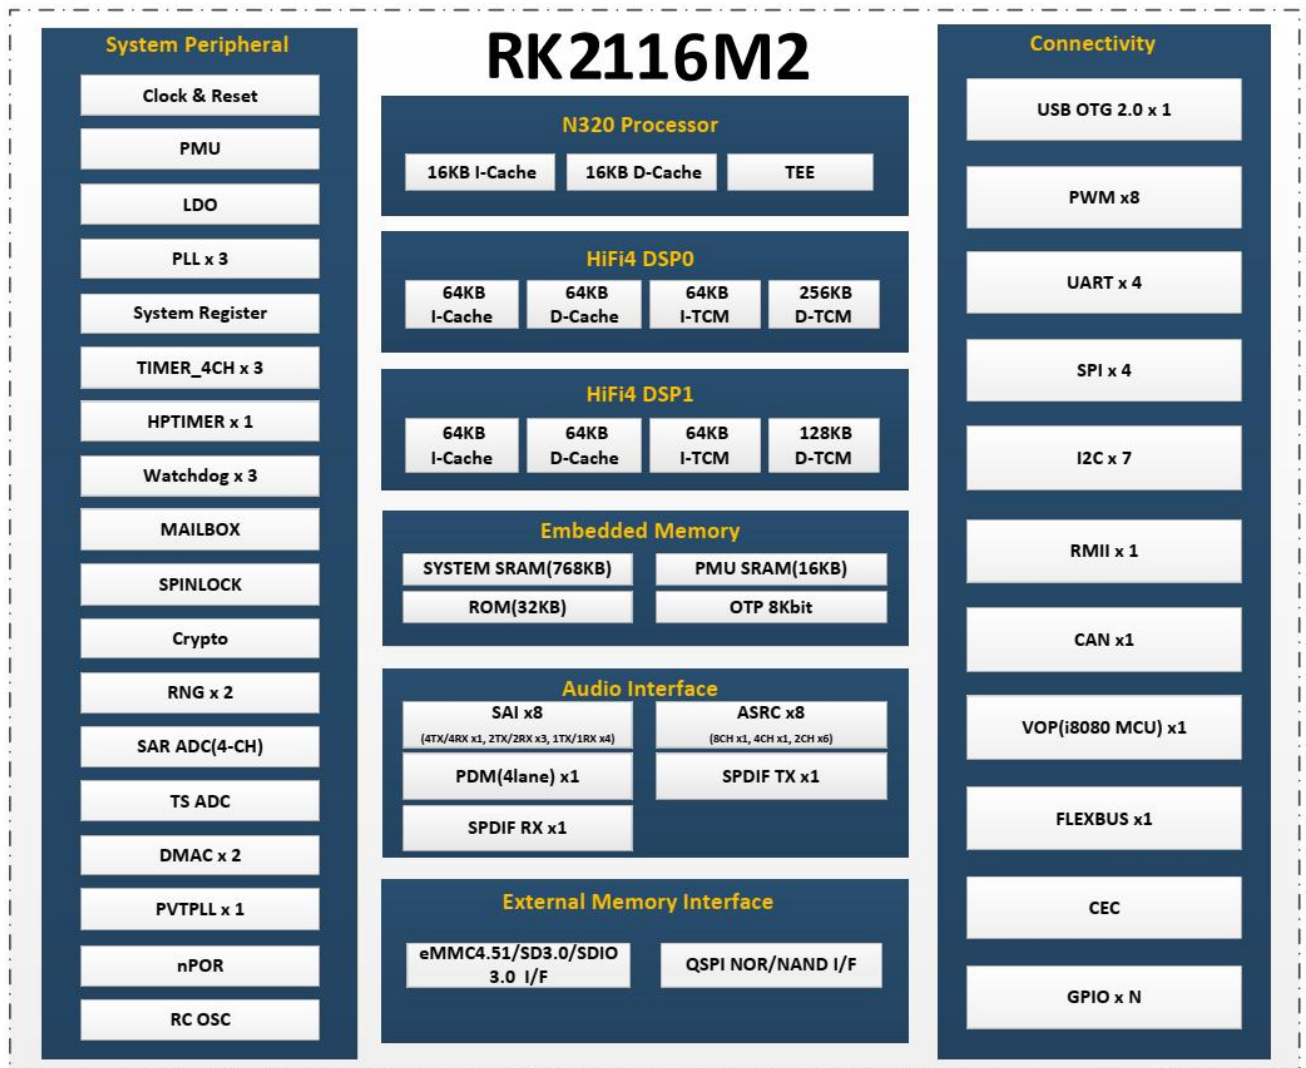 RK2116M2
System Peripheral
Clock & Reset
PMU
LDO
PLL x 3
System Register
TIMER_4CH x 3
HPTIMER x 1
Watchdog x 3
MAILBOX
SPINLOCK
Crypto
RNG x 2
SAR ADC(4-CH)
TS ADC
DMAC x 2
PVTPLL x 1
nPOR
RC OSC
N320 Processor
16KB I-Cache
16KB D-Cache
TEE
HiFi4 DSP0
64KB
I-Cache
64KB
D-Cache
64KB
I-TCM
256KB
D-TCM
HiFi4 DSP1
64KB
I-Cache
64KB
D-Cache
64KB
I-TCM
128KB
D-TCM
Embedded Memory
SYSTEM SRAM(768KB)
PMU SRAM(16KB)
ROM(32KB)
OTP 8Kbit
Audio Interface
SAI x8
(4TX/4RX x1, 2TX/2RX x3, 1TX/1RX x4)
ASRC x8
(8CH x1, 4CH x1, 2CH x6)
PDM(4lane) x1
SPDIF TX x1
SPDIF RX x1
External Memory Interface
eMMC4.51/SD3.0/SDIO
3.0 I/F
QSPI NOR/NAND I/F
Connectivity
USB OTG 2.0 x 1
PWM x8
UART x 4
SPI x 4
I2C x 7
RMII x 1
CAN x1
VOP(i8080 MCU) x1
FLEXBUS x1
CEC
GPIO x N